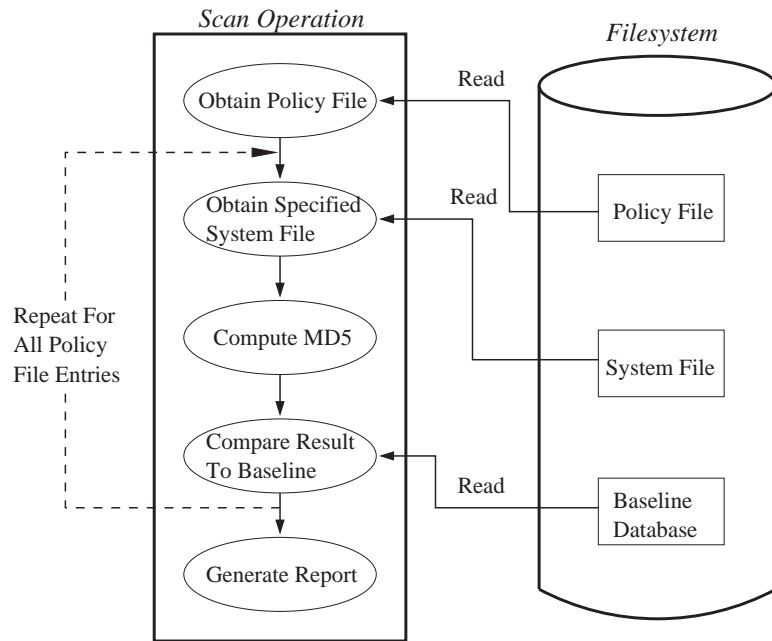 Scan Operation
Filesystem
Obtain Policy File
Read
Policy File
Obtain Specified
System File
Read
Repeat For
All Policy
File Entries
Compute MD5
System File
Compare Result
To Baseline
Read
Baseline
Database
Generate Report